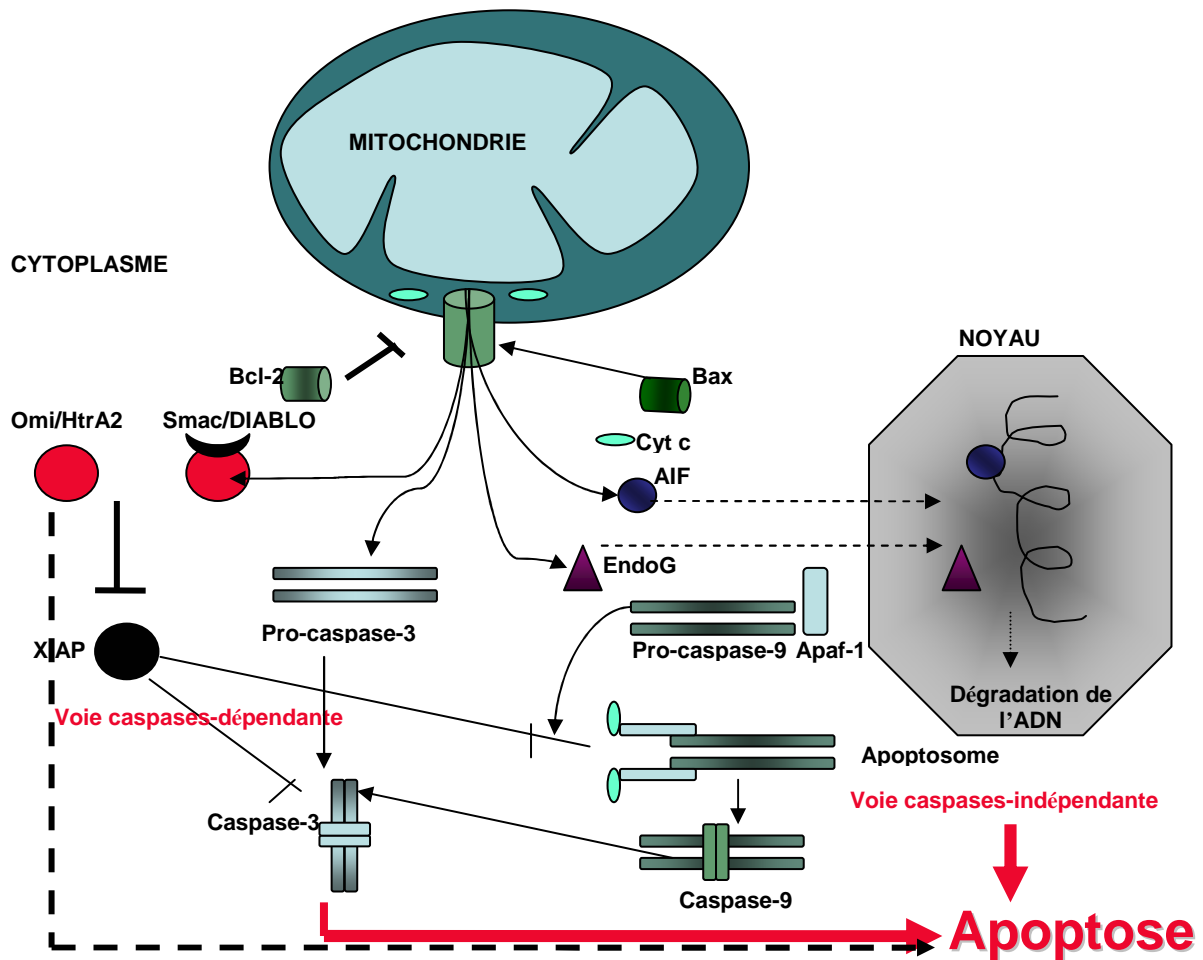 MITOCHONDRIE
CYTOPLASME
NOYAU
Bcl-2
Bax
Omi/HtrA2
Smac/DIABLO
Cyt c
AIF
EndoG
Pro-caspase-3
Pro-caspase-9
Apaf-1
XIAP
Dégradation de
l’ADN
Voie caspases-dépendante
Apoptosome
Voie caspases-indépendante
Caspase-3
Caspase-9
Apoptose